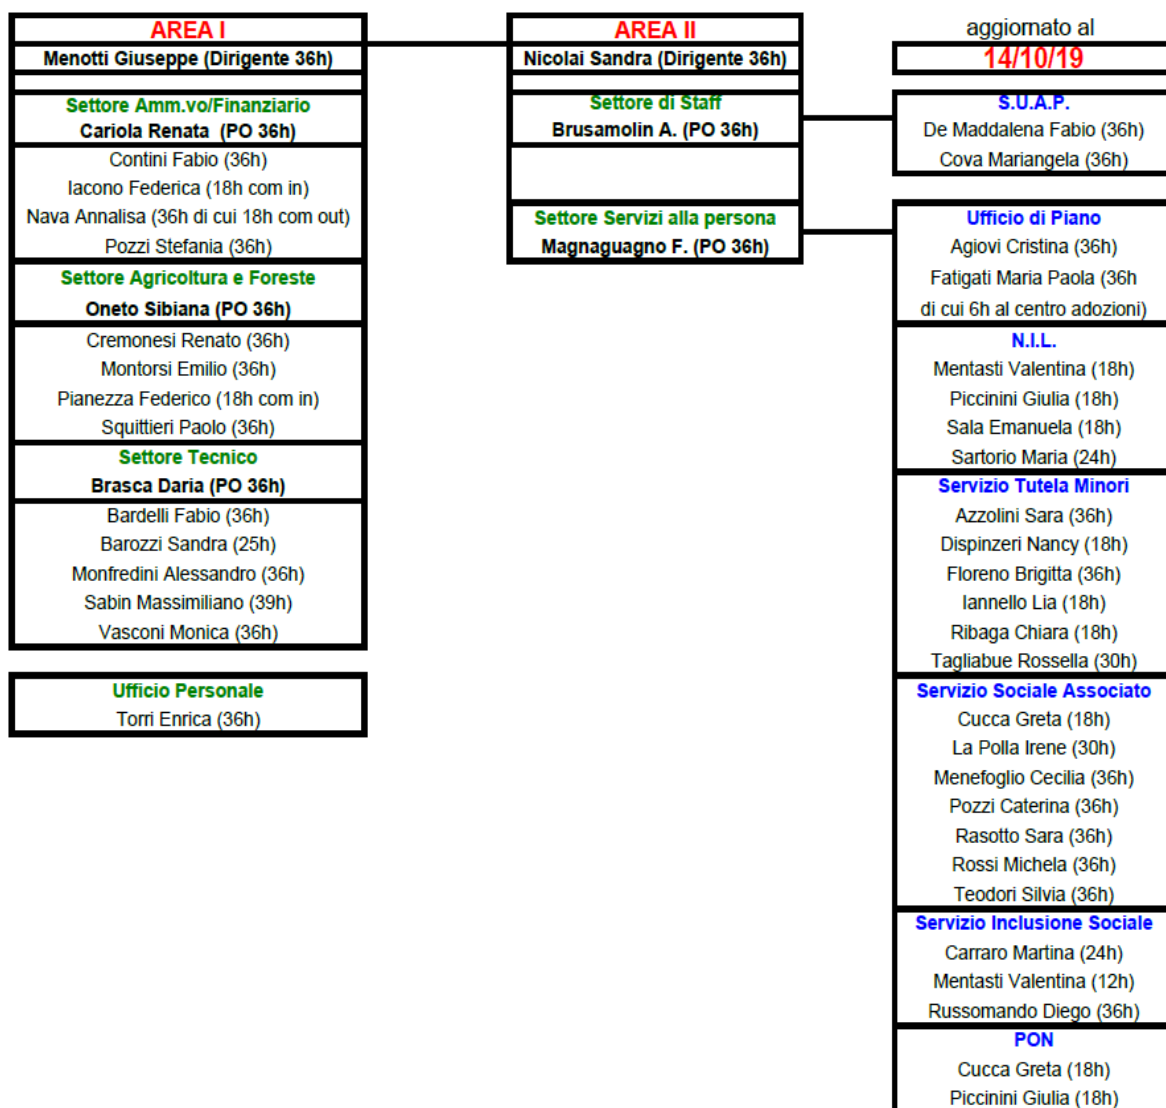 AREA I
Menotti Giuseppe (Dirigente 36h)
Settore Amm.vo/Finanziario
Cariola Renata (PO 36h)
Contini Fabio (36h)
Iacono Federica (18h com in)
Nava Annalisa (36h di cui 18h com out)
Pozzi Stefania (36h)
Settore Agricoltura e Foreste
Oneto Sibiana (PO 36h)
Cremonesi Renato (36h)
Montorsi Emilio (36h)
Pianezza Federico (18h com in)
Squittieri Paolo (36h)
Settore Tecnico
Brasca Daria (PO 36h)
Bardelli Fabio (36h)
Barozzi Sandra (25h)
Monfredini Alessandro (36h)
Sabin Massimiliano (39h)
Vasconi Monica (36h)
Ufficio Personale
Torri Enrica (36h)
AREA II
Nicolai Sandra (Dirigente 36h)
Settore di Staff
Brusamolin A. (PO 36h)
Settore Servizi alla persona
Magnaguagno F. (PO 36h)
aggiornato al
14/10/19
S.U.A.P.
De Maddalena Fabio (36h)
Cova Mariangela (36h)
Ufficio di Piano
Agiovi Cristina (36h)
Fatigati Maria Paola (36h
di cui 6h al centro adozioni)
N.I.L.
Mentasti Valentina (18h)
Piccinini Giulia (18h)
Sala Emanuela (18h)
Sartorio Maria (24h)
Servizio Tutela Minori
Azzolini Sara (36h)
Dispinzeri Nancy (18h)
Floreno Brigitta (36h)
Iannello Lia (18h)
Ribaga Chiara (18h)
Tagliabue Rossella (30h)
Servizio Sociale Associato
Cucca Greta (18h)
La Polla Irene (30h)
Menefoglio Cecilia (36h)
Pozzi Caterina (36h)
Rasotto Sara (36h)
Rossi Michela (36h)
Teodori Silvia (36h)
Servizio Inclusione Sociale
Carraro Martina (24h)
Mentasti Valentina (12h)
Russomando Diego (36h)
PON
Cucca Greta (18h)
Piccinini Giulia (18h)